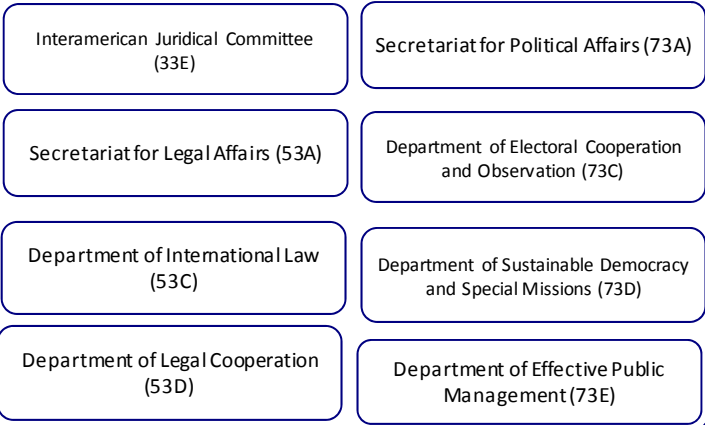 Interamerican Juridical Committee
(33E)
Secretariat for Legal Affairs (53A)
Department of International Law
(53C)
Department of Legal Cooperation
(53D)
Secretariat for Political Affairs (73A)
Department of Electoral Cooperation
and Observation (73C)
Department of Sustainable Democracy
and Special Missions (73D)
Department of Effective Public
Management (73E)